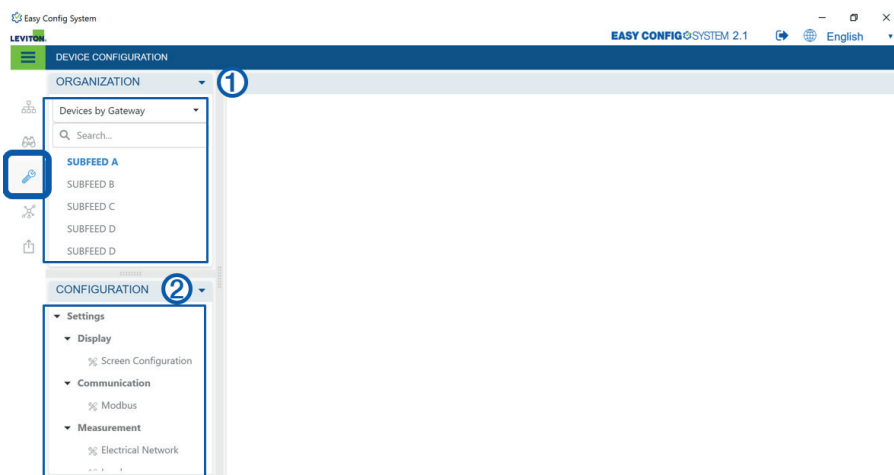 Easy Config System
LEVITON.
EASY CONFIG SYSTEM 2.1
English
DEVICE CONFIGURATION
ORGANIZATION
1
Devices by Gateway
Search...
SUBFEED A
SUBFEED B
SUBFEED C
SUBFEED D
SUBFEED D
CONFIGURATION
2
Settings
Display
Screen Configuration
Communication
Modbus
Measurement
Electrical Network